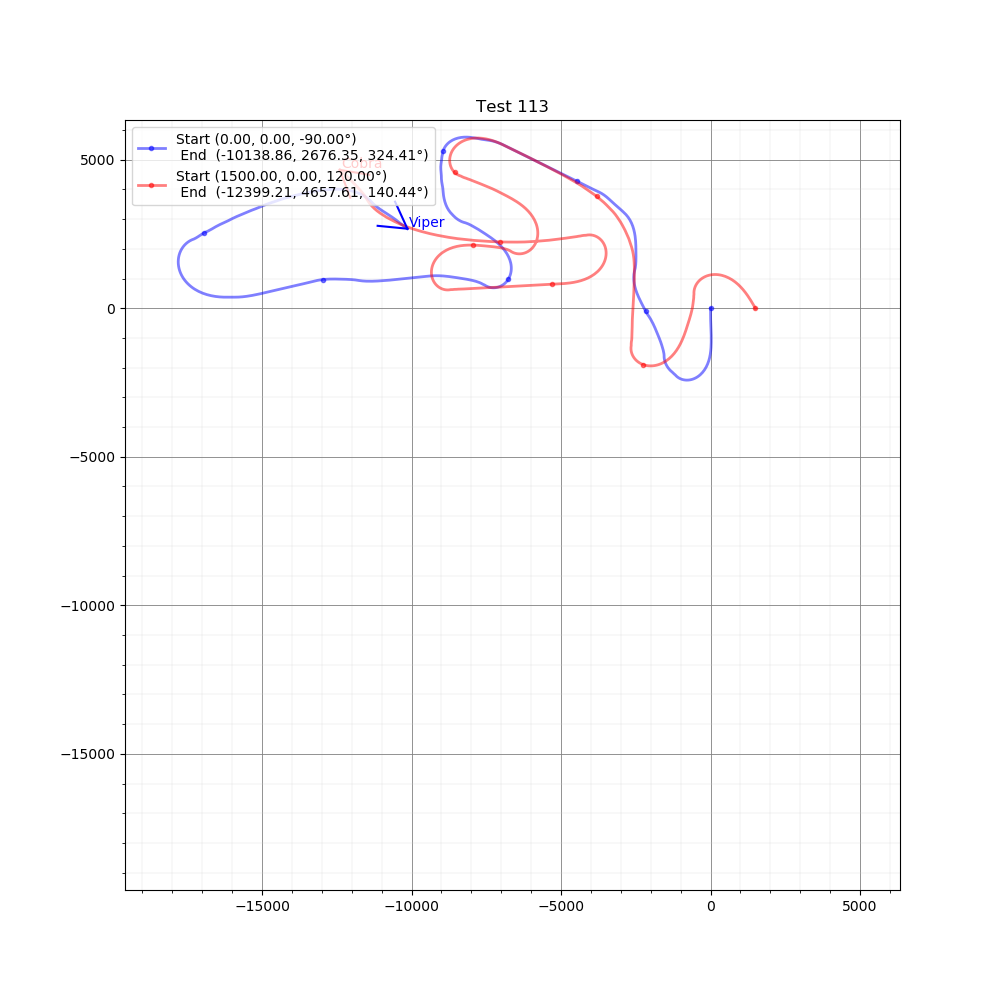 Test 113
Start (0.00, 0.00, -90.00°)
End (-10138.86, 2676.35, 324.41°)
Start (1500.00, 0.00, 120.00°)
End (-12399.21, 4657.61, 140.44°)
Cobra
Viper
5000
0
−5000
−10000
−15000
−15000
−10000
−5000
0
5000